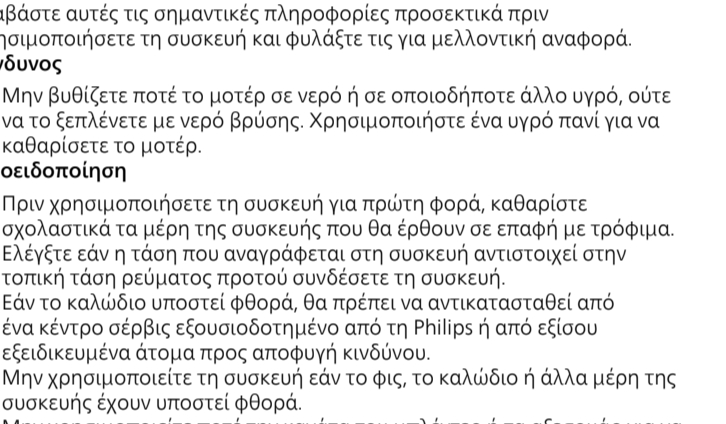 αβάστε αυτές τις σημαντικές πληροφορίες προσεκτικά πριν
ησιμοποιήσετε τη συσκευή και φυλάξτε τις για μελλοντική αναφορά.
νδυνος
Μην βυθίζετε ποτέ το μοτέρ σε νερό ή σε οποιοδήποτε άλλο υγρό, ούτε
να το ξεπλένετε με νερό βρύσης. Χρησιμοποιήστε ένα υγρό πανί για να
καθαρίσετε το μοτέρ.
οειδοποίηση
Πριν χρησιμοποιήσετε τη συσκευή για πρώτη φορά, καθαρίστε
σχολαστικά τα μέρη της συσκευής που θα έρθουν σε επαφή με τρόφιμα.
Ελέγξτε εάν η τάση που αναγράφεται στη συσκευή αντιστοιχεί στην
τοπική τάση ρεύματος προτού συνδέσετε τη συσκευή.
Εάν το καλώδιο υποστεί φθορά, θα πρέπει να αντικατασταθεί από
ένα κέντρο σέρβις εξουσιοδοτημένο από τη Philips ή από εξίσου
εξειδικευμένα άτομα προς αποφυγή κινδύνου.
Μην χρησιμοποιείτε τη συσκευή εάν το φις, το καλώδιο ή άλλα μέρη της
συσκευής έχουν υποστεί φθορά.